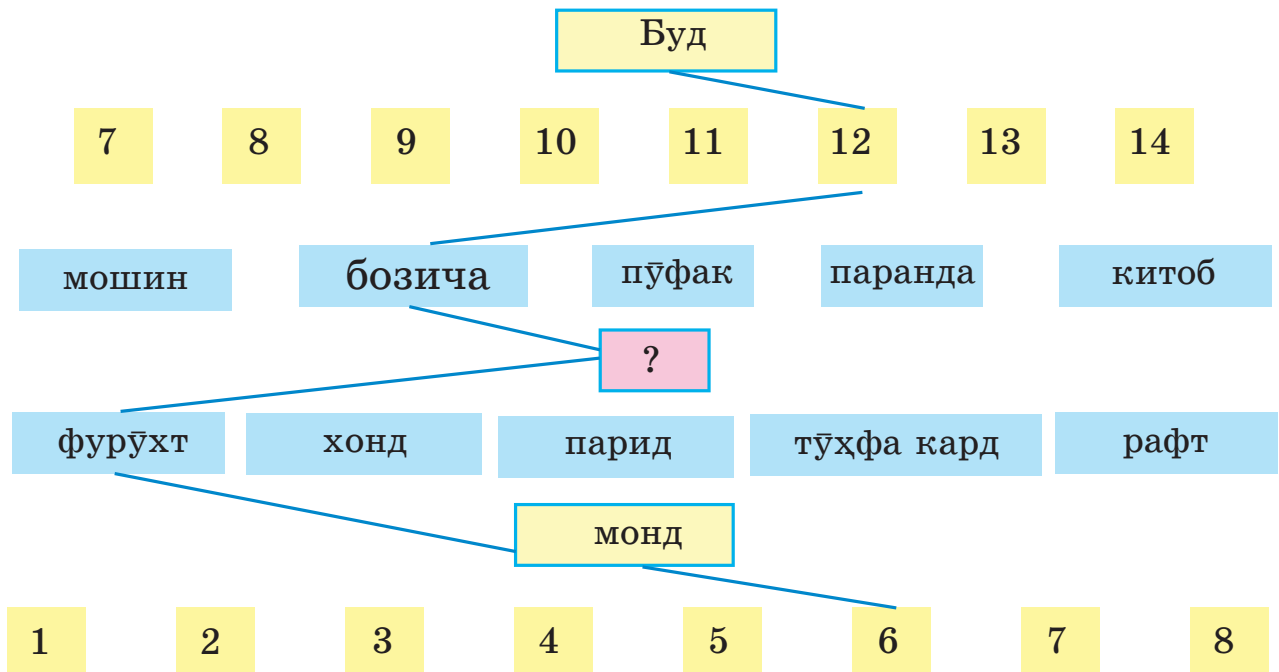 Буд
7 8 9 10 11 12 13 14
мошин бозича пӯфак паранда китоб
?
фурӯхт хонд парид тӯҳфа кард рафт
монд
1 2 3 4 5 6 7 8